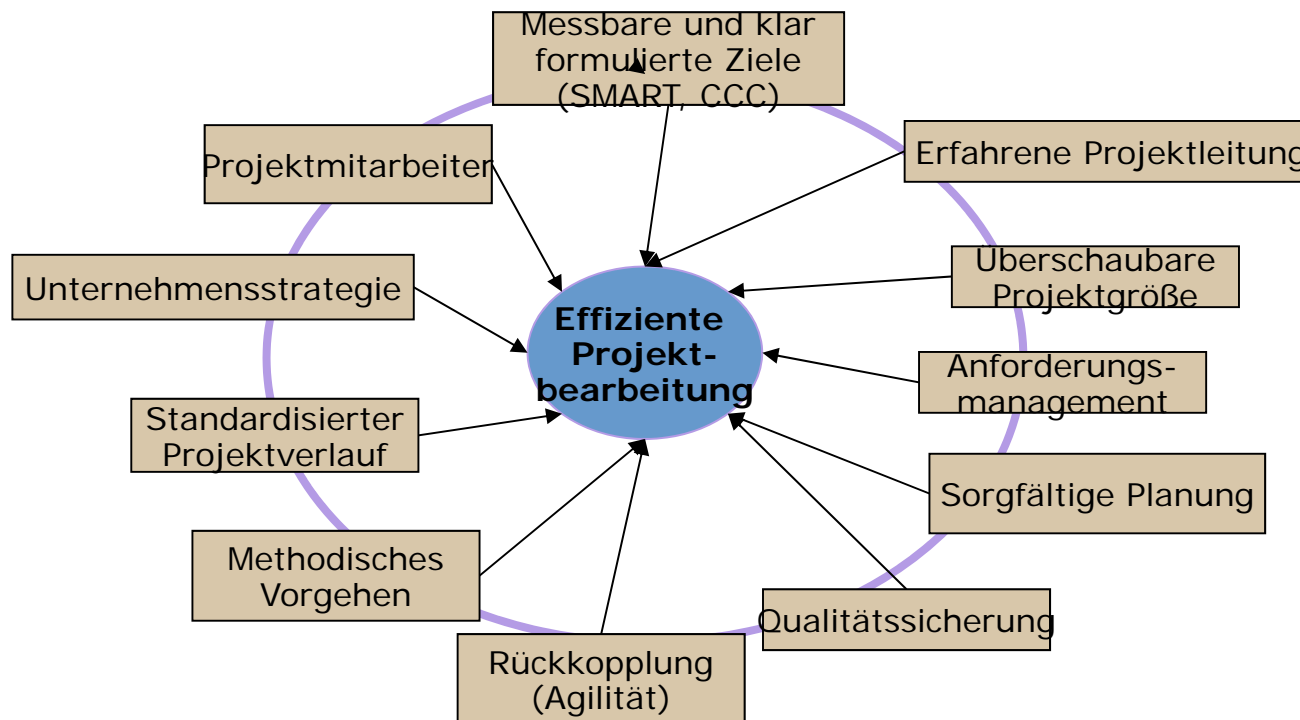 Messbare und klar
formulierte Ziele
(SMART, CCC)
Erfahrene Projektleitung
Projektmitarbeiter
Überschaubare
Projektgröße
Unternehmensstrategie
Effiziente
Projekt-
bearbeitung
Anforderungs-
management
Standardisierter
Projektverlauf
Sorgfältige Planung
Methodisches
Vorgehen
Qualitätssicherung
Rückkopplung
(Agilität)